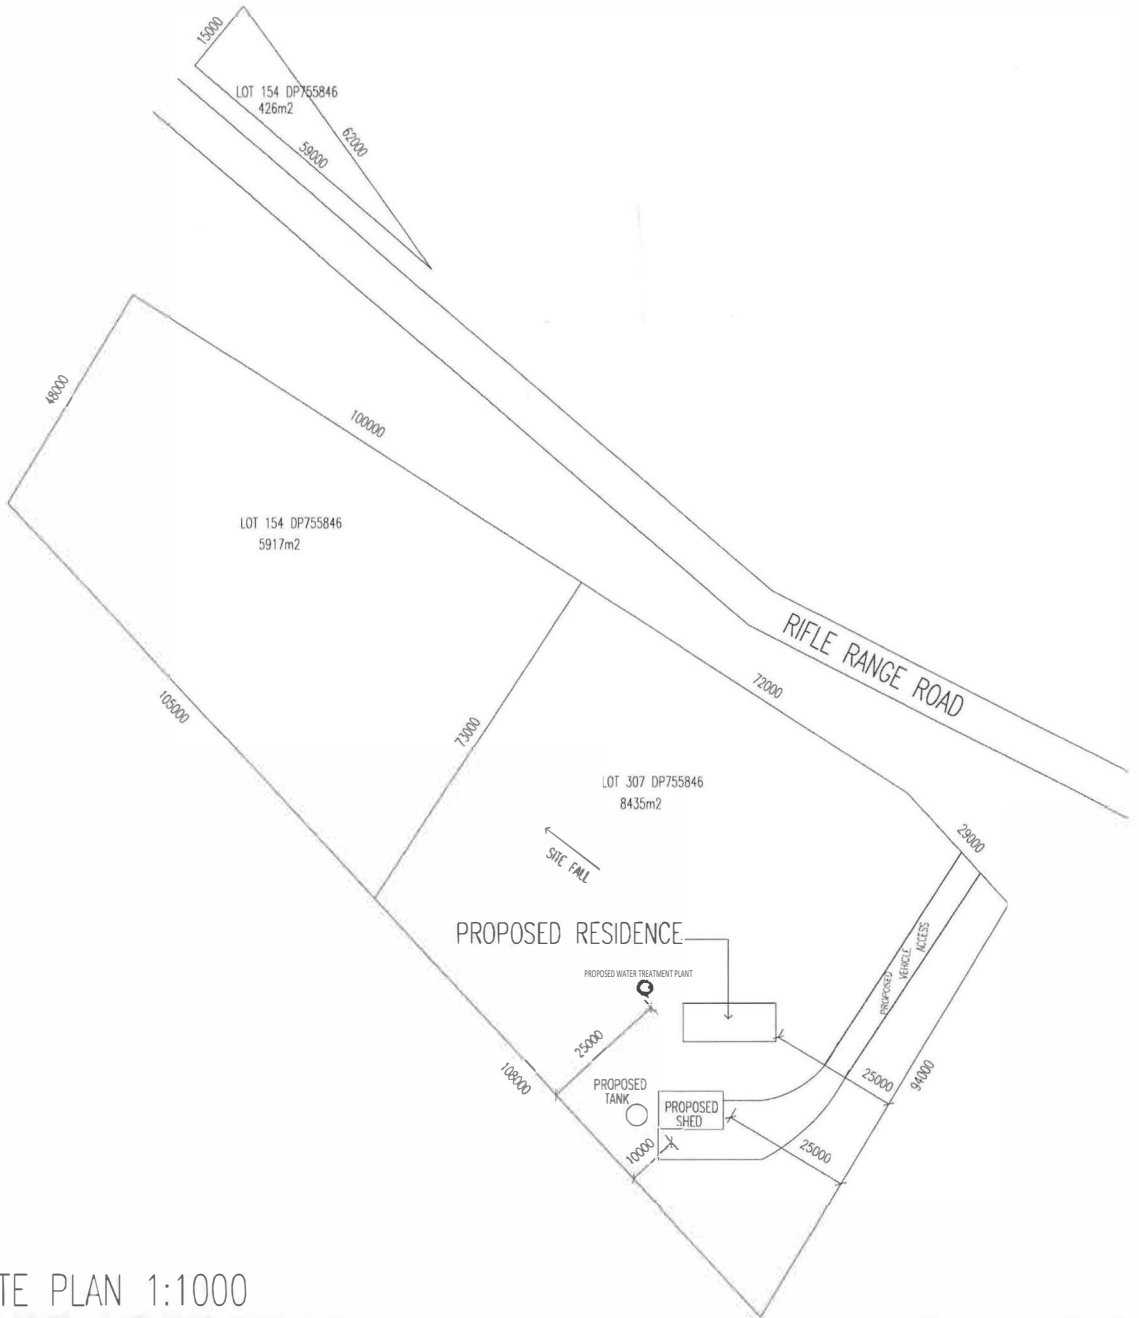 15000
LOT 154 DP755846
426m2
62000
59000
48000
100000
LOT 154 DP755846
5917m2
RIFLE RANGE ROAD
72000
105000
73000
LOT 307 DP755846
8435m2
29000
SITE FALL
PROPOSED RESIDENCE
PROPOSED
VEHICLE
ACCESS
PROPOSED WATER TREATMENT PLANT
25000
108000
PROPOSED
TANK
PROPOSED
SHED
25000
94000
10000
25000
TE PLAN 1:1000